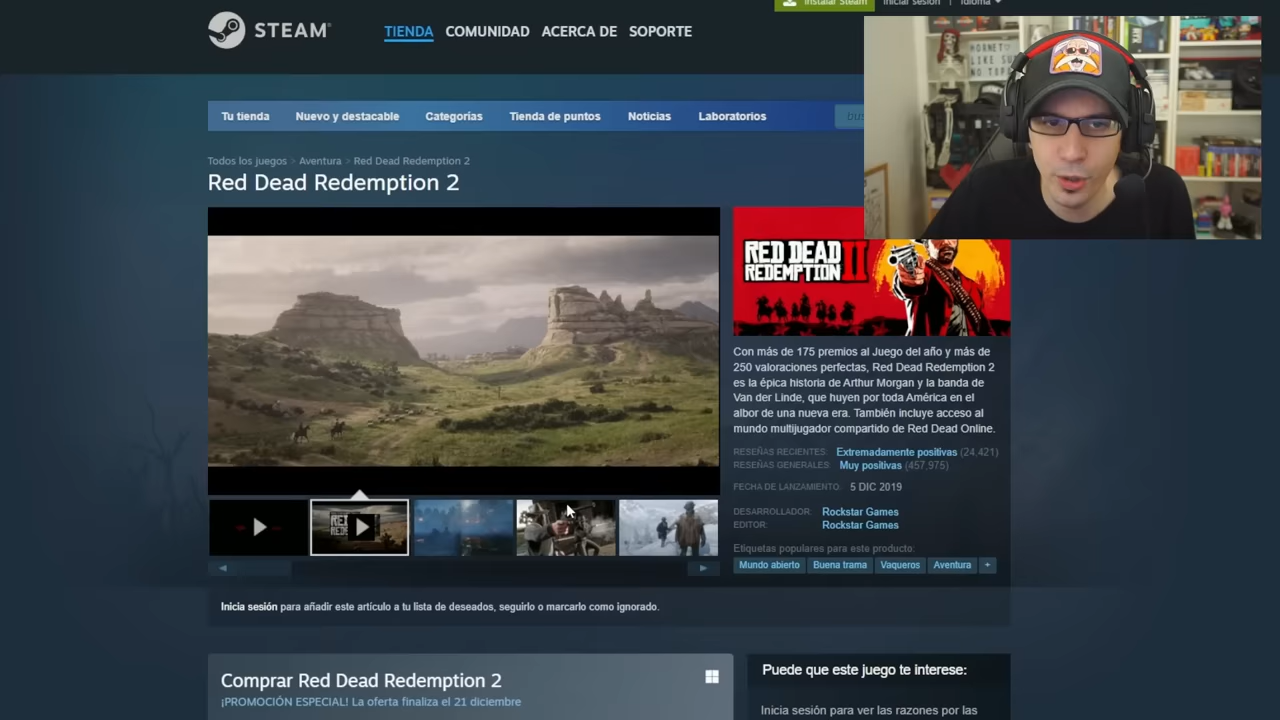 Instalar Steam
Iniciar sesión | Idioma
STEAM
TIENDA COMUNIDAD ACERCA DE SOPORTE
HORNET
LIKE SU
NO TOP
Tu tienda Nuevo y destacable Categorías Tienda de puntos Noticias Laboratorios
Todos los juegos > Aventura > Red Dead Redemption 2
Red Dead Redemption 2
RED DEAD
REDEMPTION II
Con más de 175 premios al Juego del año y más de
250 valoraciones perfectas, Red Dead Redemption 2
es la épica historia de Arthur Morgan y la banda de
Van der Linde, que huyen por toda América en el
albor de una nueva era. También incluye acceso al
mundo multijugador compartido de Red Dead Online.
RESEÑAS RECIENTES: Extremadamente positivas (24.421)
RESEÑAS GENERALES: Muy positivas (457.975)
FECHA DE LANZAMIENTO: 5 DIC 2019
DESARROLLADOR: Rockstar Games
EDITOR: Rockstar Games
Etiquetas populares para este producto:
Mundo abierto Buena trama Vaqueros Aventura +
Inicia sesión para añadir este artículo a tu lista de deseados, seguirlo o marcarlo como ignorado.
Comprar Red Dead Redemption 2
¡PROMOCIÓN ESPECIAL! La oferta finaliza el 21 diciembre
Puede que este juego te interese:
Inicia sesión para ver las razones por las